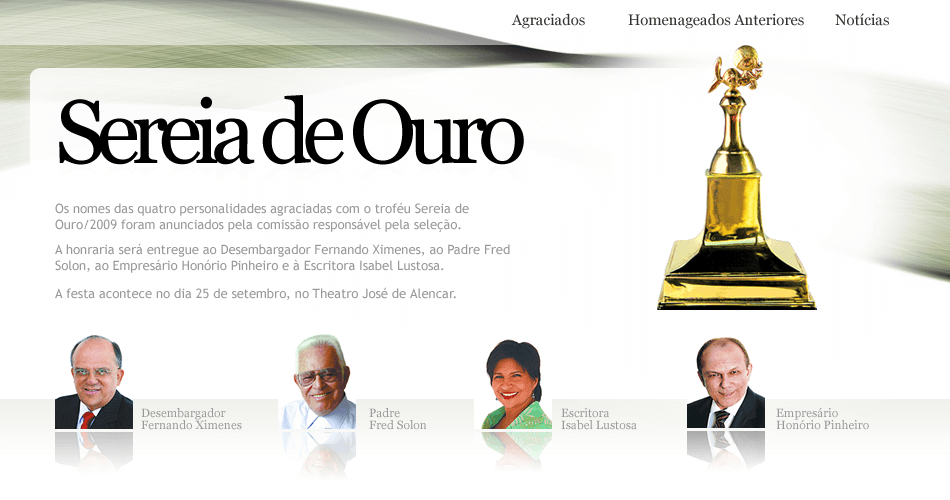 Agraciados
Homenageados Anteriores
Notícias
Sereia de Ouro
Os nomes das quatro personalidades agraciadas com o troféu Sereia de
Ouro/2009 foram anunciados pela comissão responsável pela seleção.
A honraria será entregue ao Desembargador Fernando Ximenes, ao Padre Fred
Solon, ao Empresário Honório Pinheiro e à Escritora Isabel Lustosa.
A festa acontece no dia 25 de setembro, no Theatro José de Alencar.
Desembargador
Fernando Ximenes
Padre
Fred Solon
Escritora
Isabel Lustosa
Empresário
Honório Pinheiro